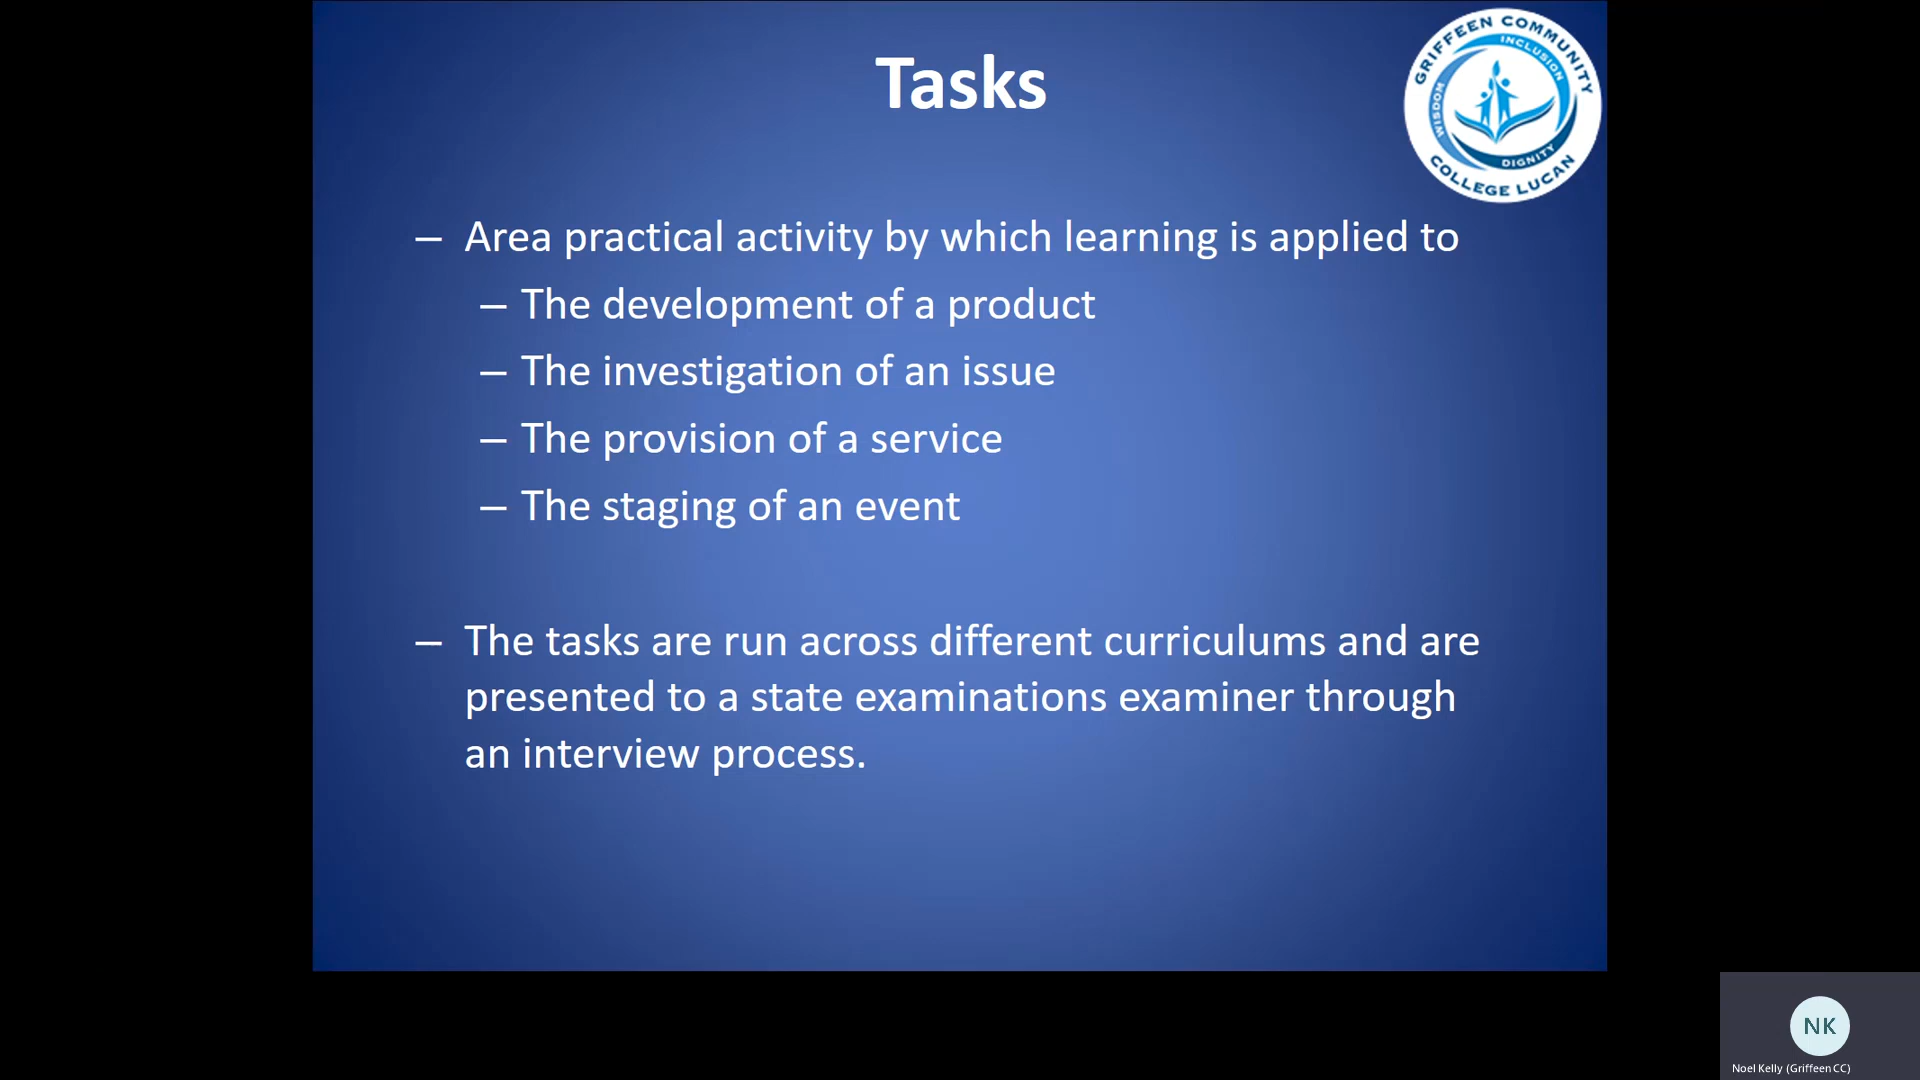 Tasks
GRIFFEEN COMMUNITY
INCLUSION
WISDOM
DIGNITY
COLLEGE LUCAN
– Area practical activity by which learning is applied to
– The development of a product
– The investigation of an issue
– The provision of a service
– The staging of an event
– The tasks are run across different curriculums and are
presented to a state examinations examiner through
an interview process.
NK
Noel Kelly (Griffeen CC)